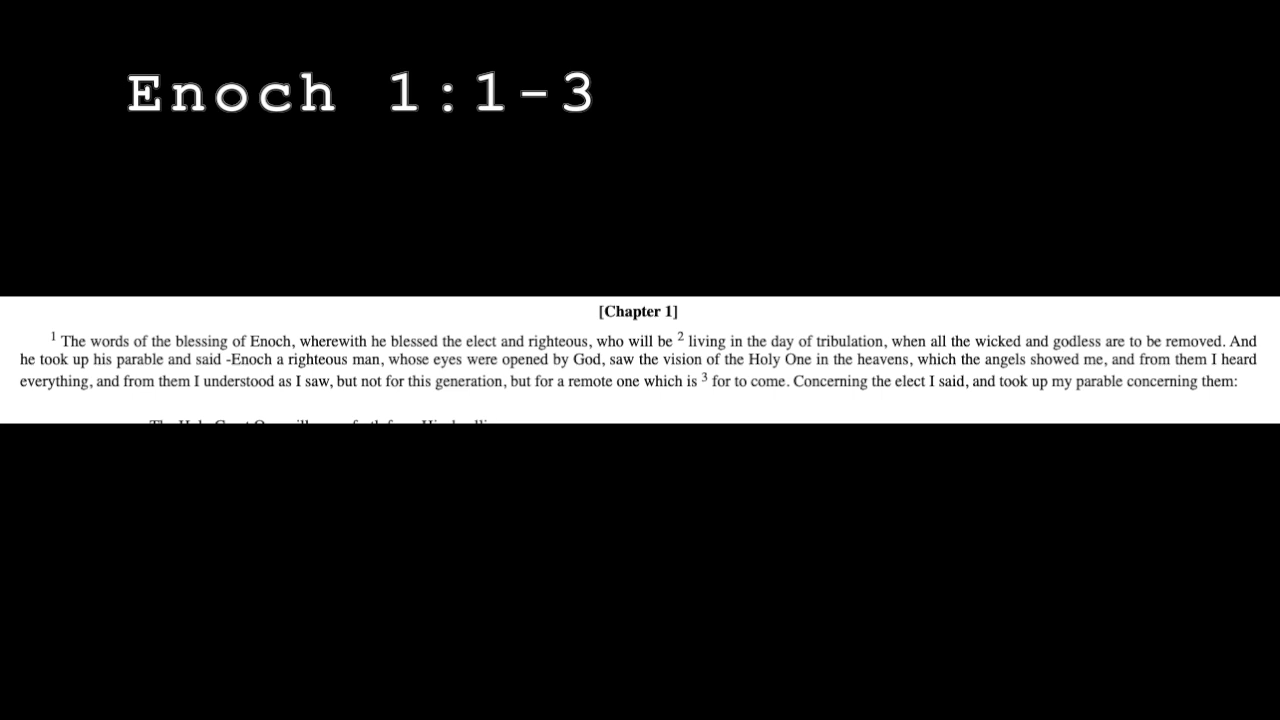 Enoch 1:1-3
[Chapter 1]
1 The words of the blessing of Enoch, wherewith he blessed the elect and righteous, who will be 2 living in the day of tribulation, when all the wicked and godless are to be removed. And
he took up his parable and said -Enoch a righteous man, whose eyes were opened by God, saw the vision of the Holy One in the heavens, which the angels showed me, and from them I heard
everything, and from them I understood as I saw, but not for this generation, but for a remote one which is 3 for to come. Concerning the elect I said, and took up my parable concerning them: